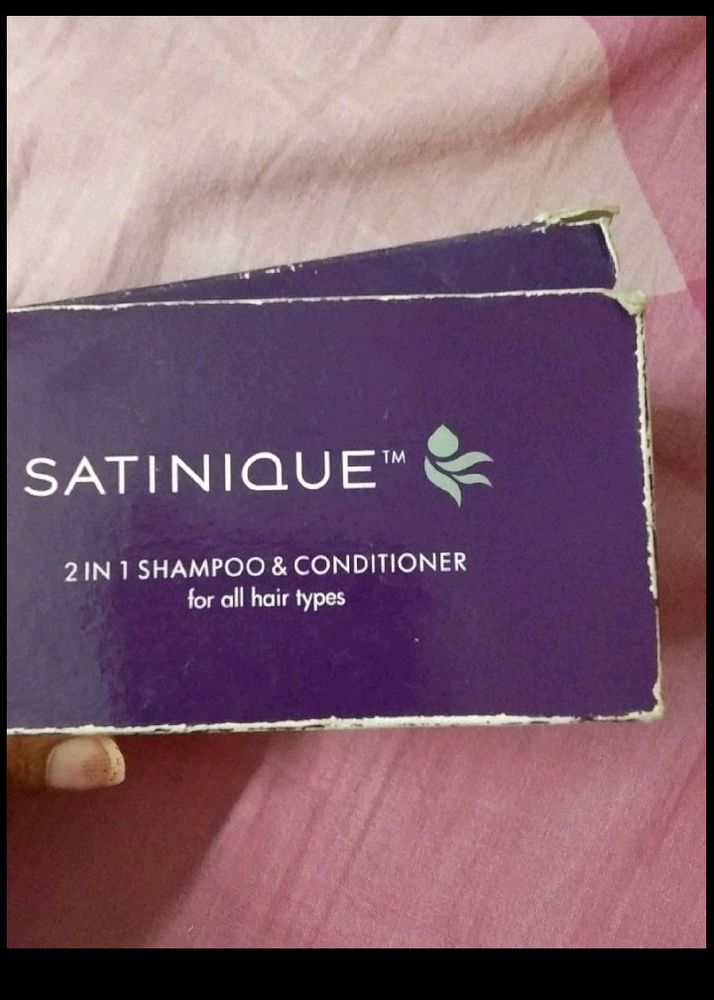 SATINIQUE™
2 IN 1 SHAMPOO & CONDITIONER
for all hair types